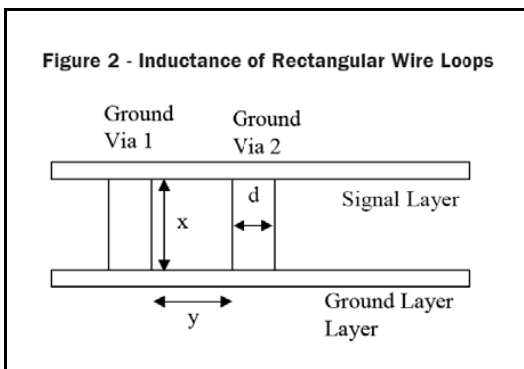 Figure 2 - Inductance of Rectangular Wire Loops
Ground
Via 1
Ground
Via 2
d
Signal Layer
x
Ground Layer
Layer
y